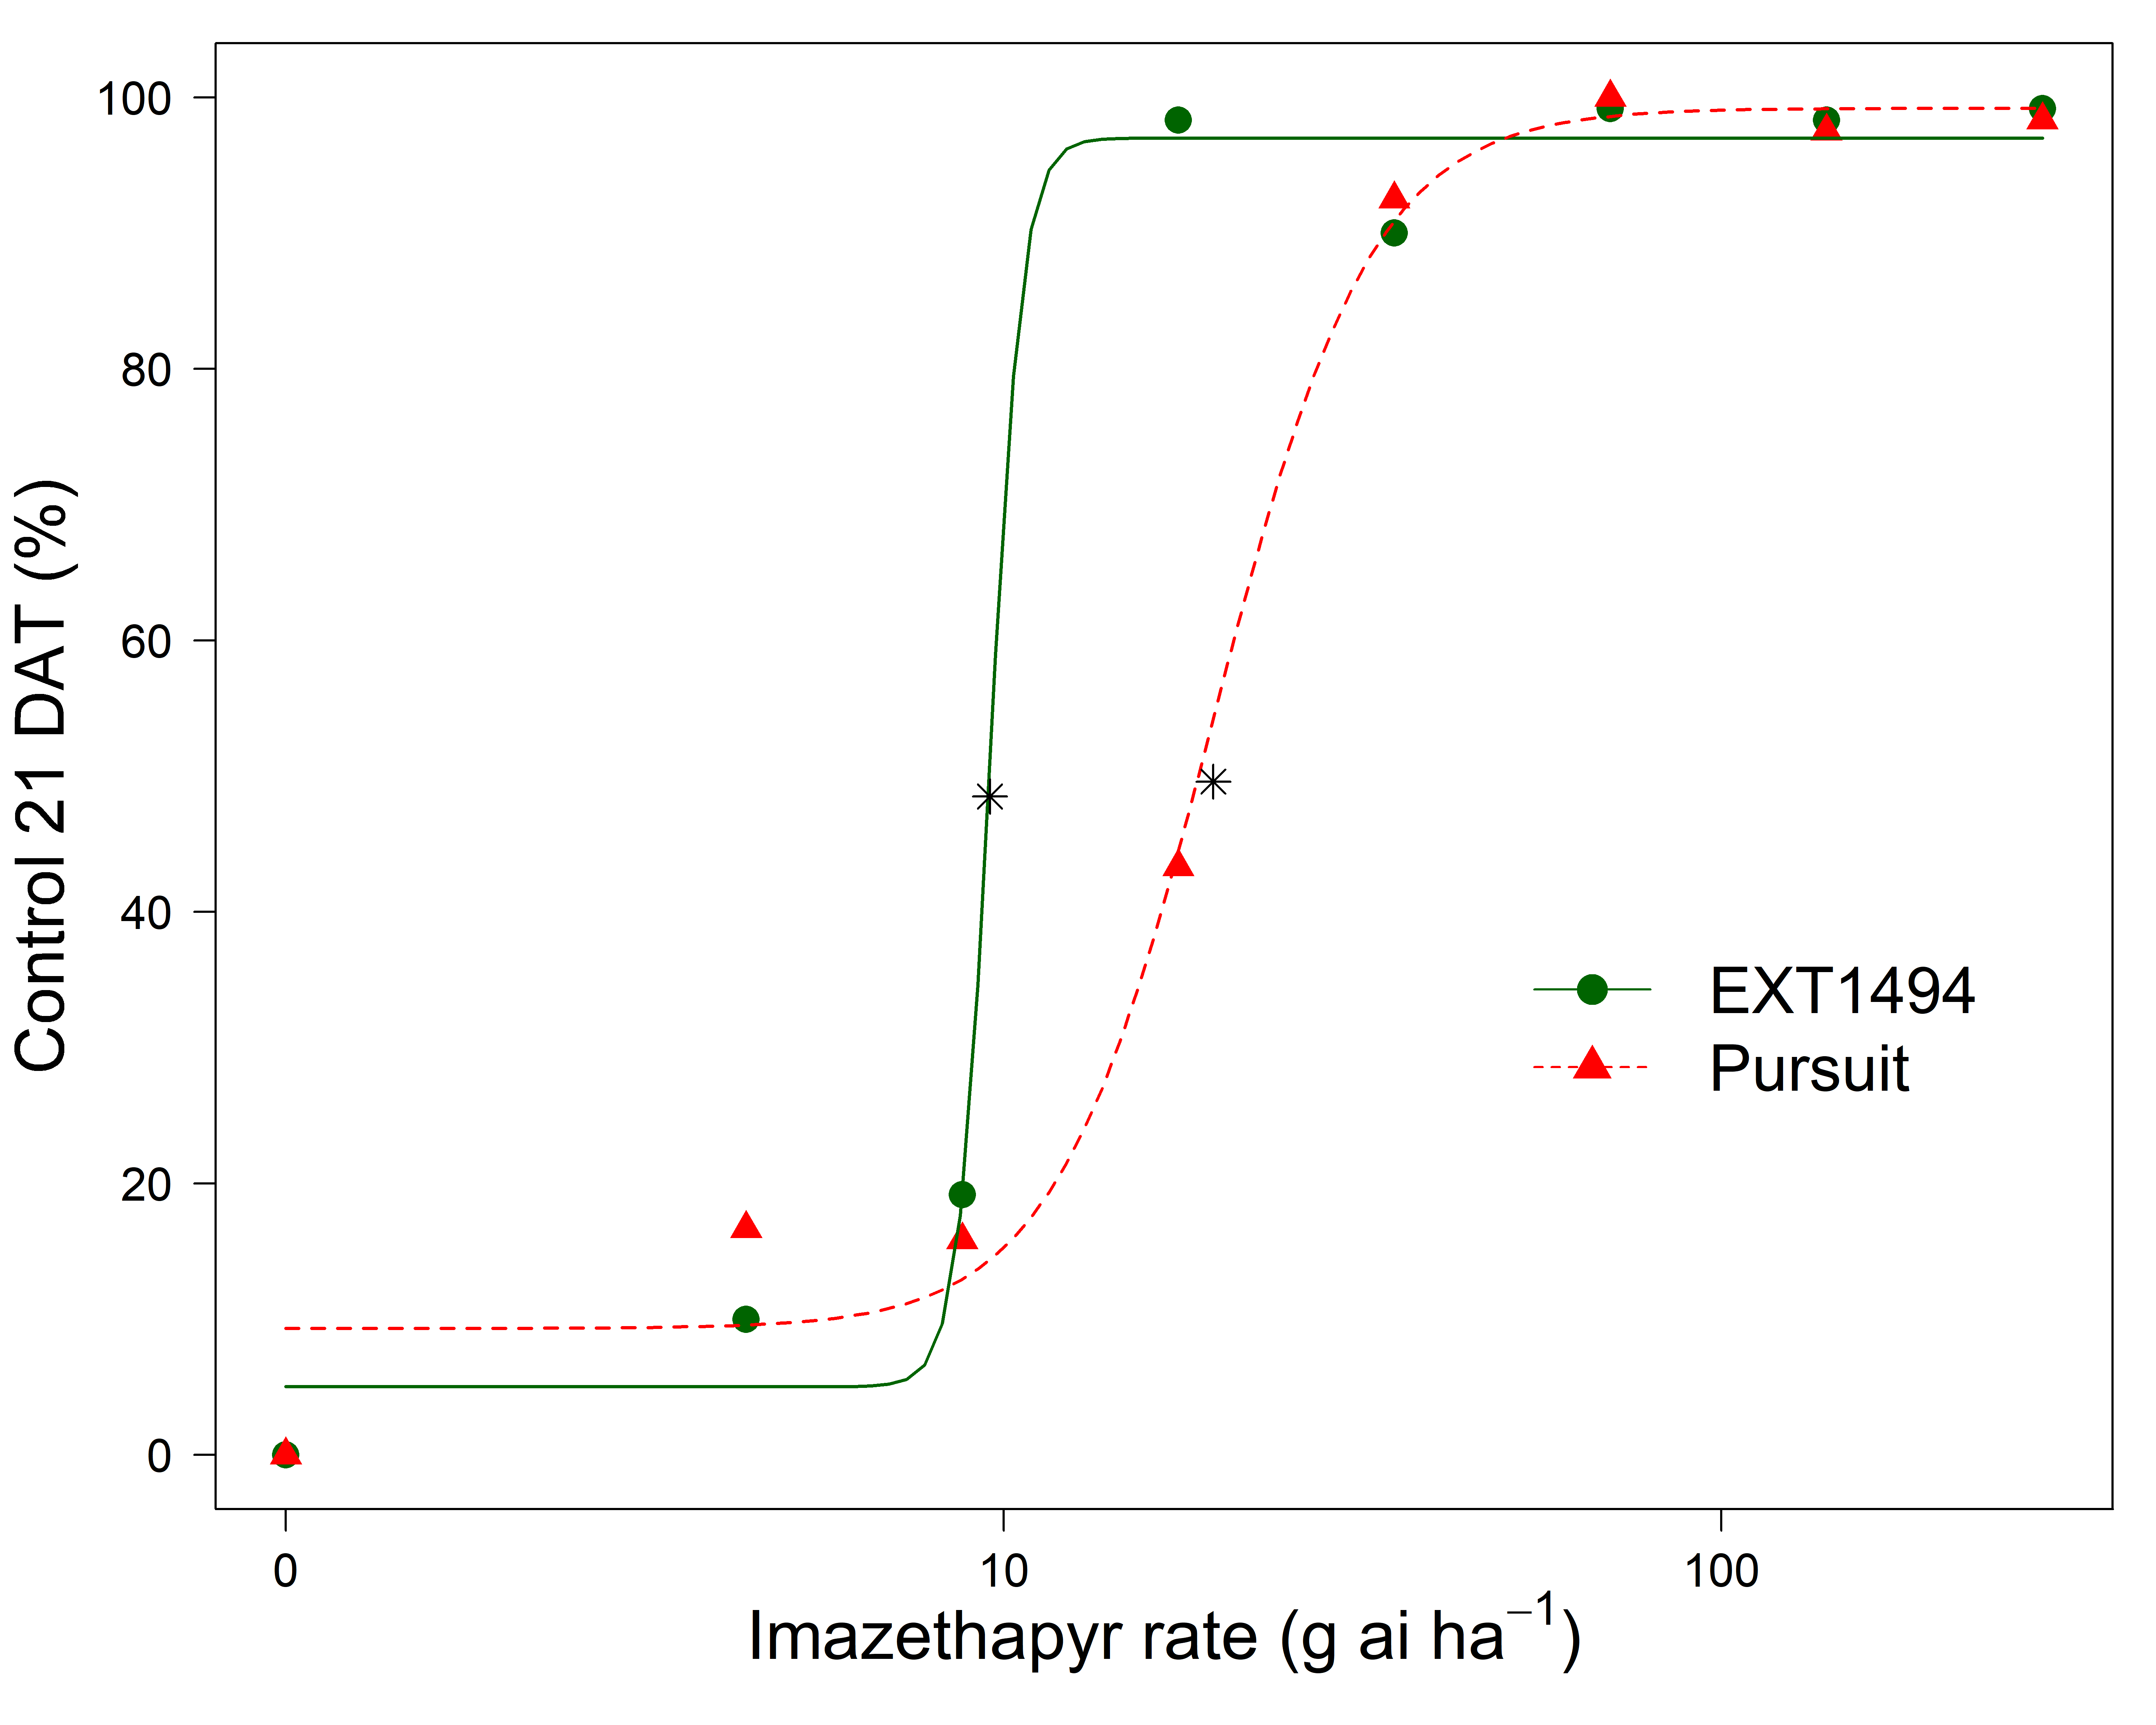 Control 21 DAT (%)
100
80
60
40
20
0
EXT1494
Pursuit
0 10 100
Imazethapyr rate (g ai ha⁻¹)